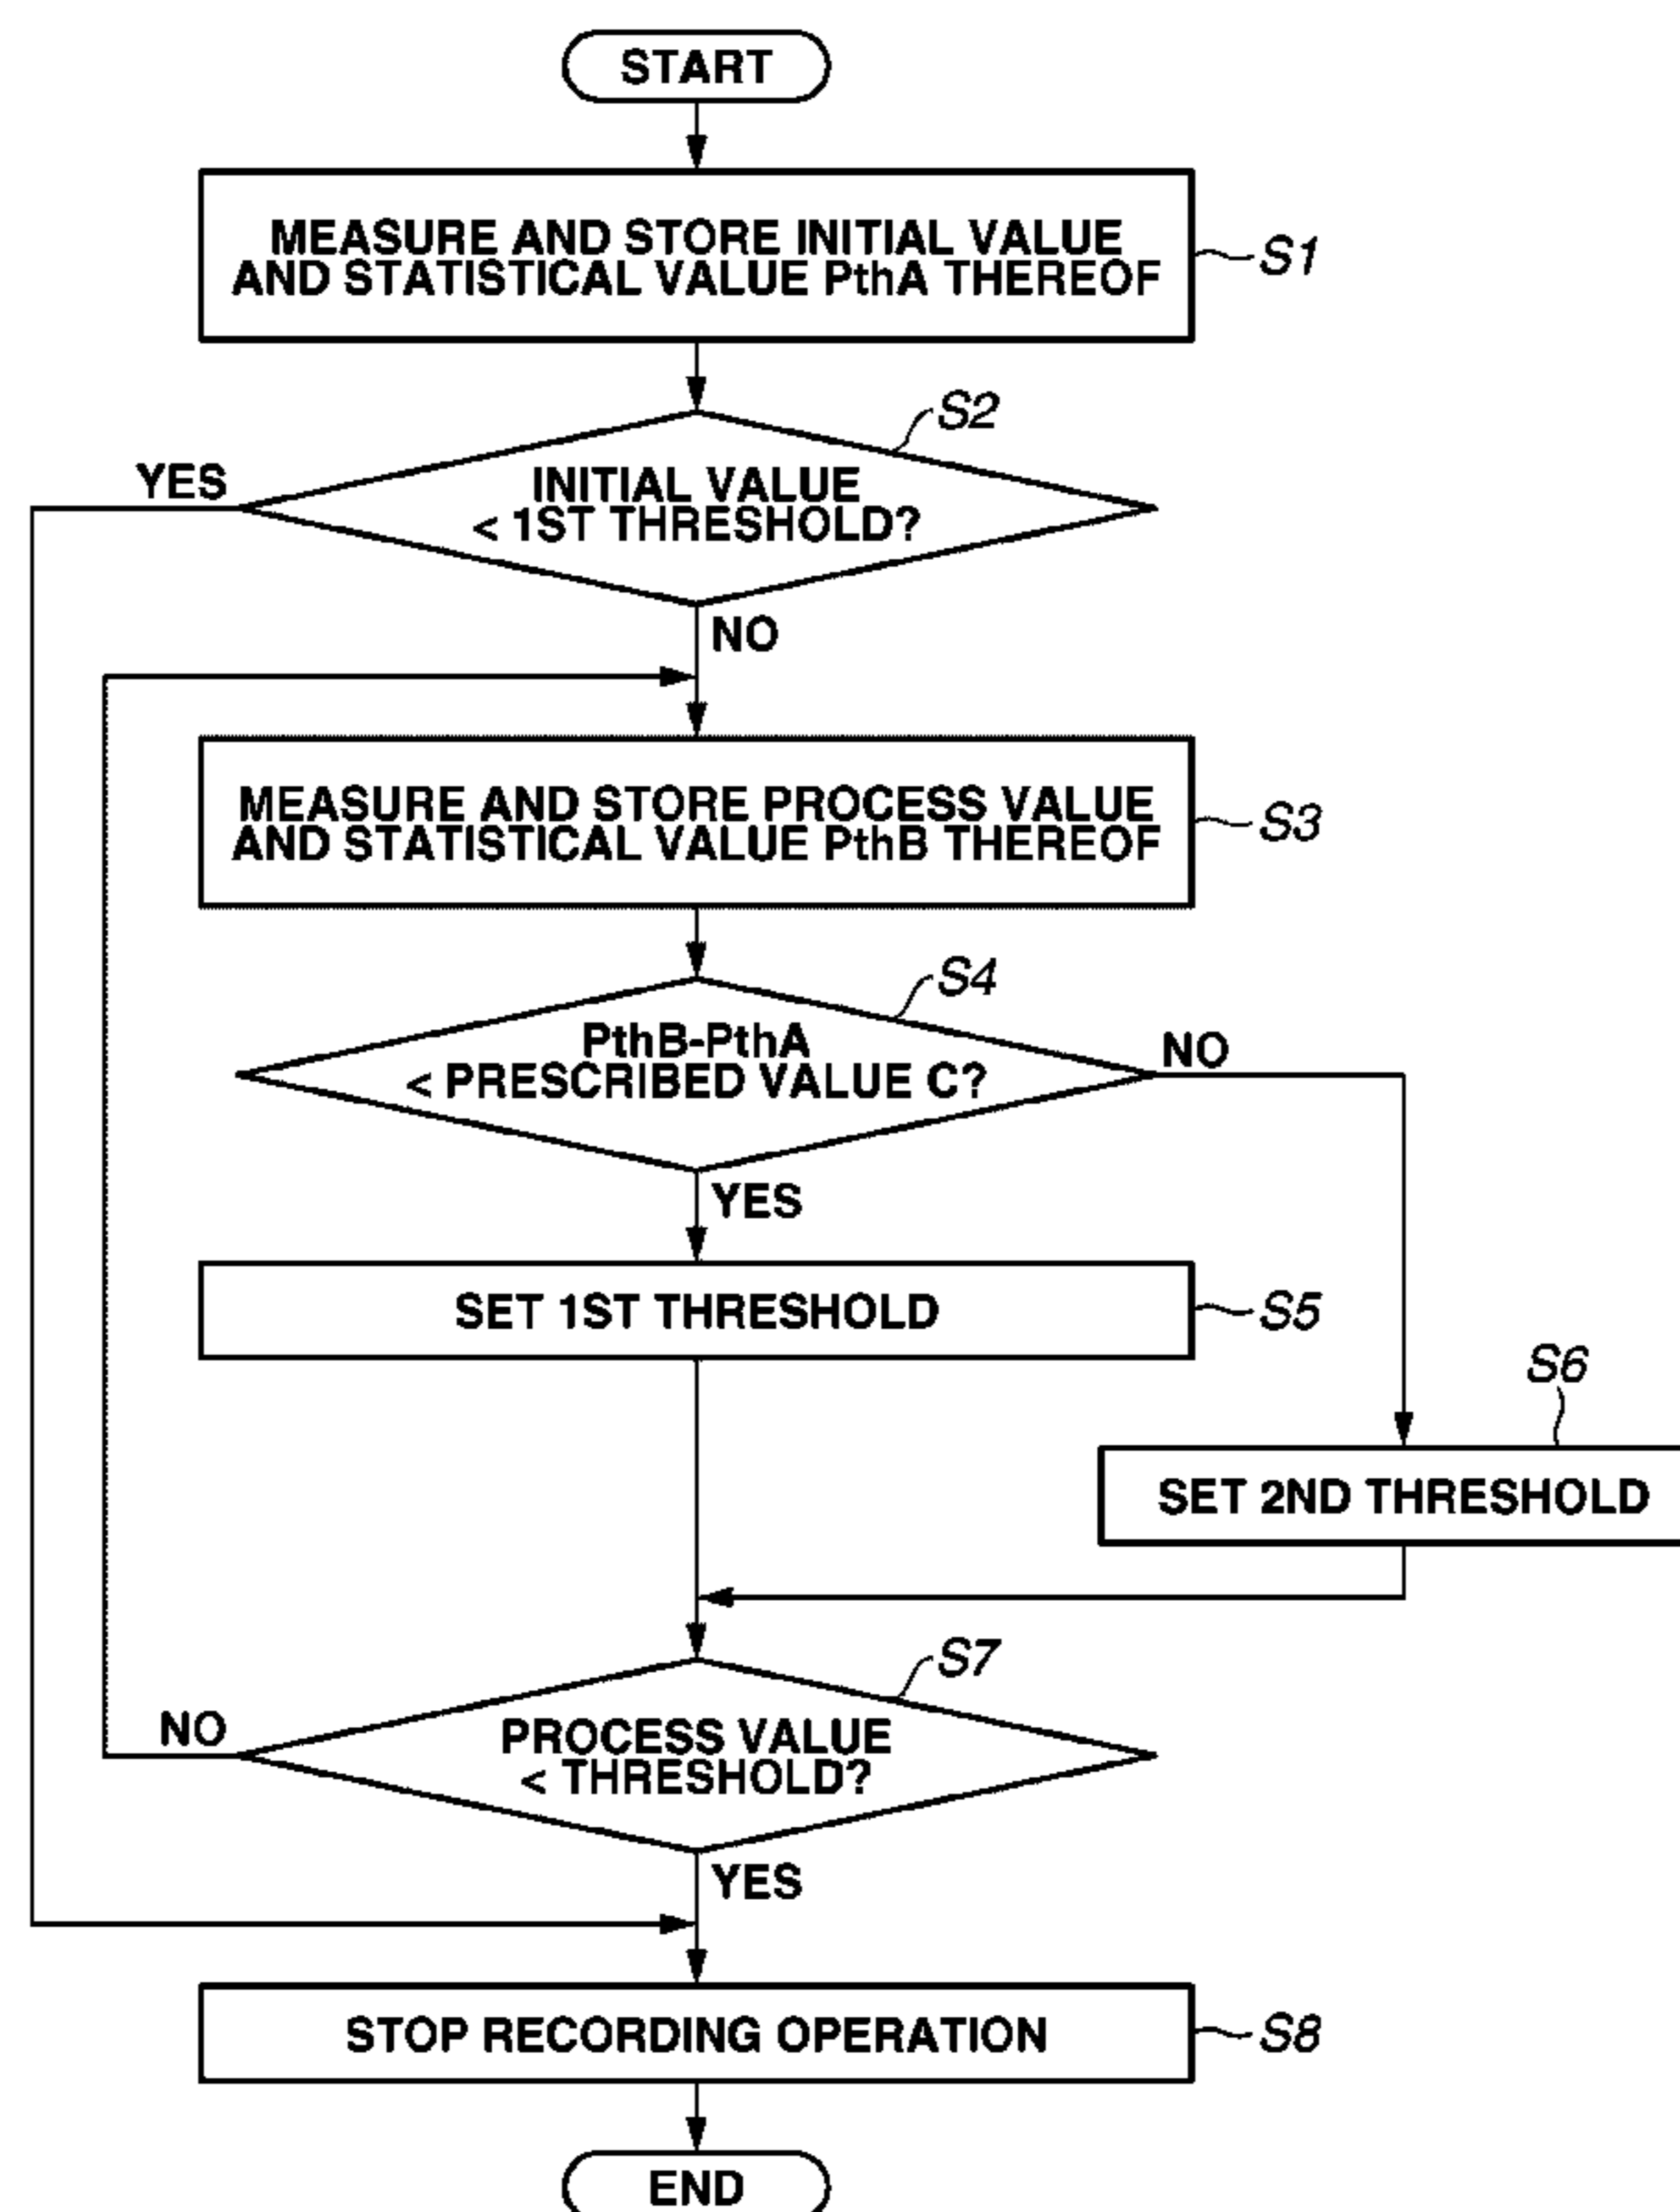 START
MEASURE AND STORE INITIAL VALUE
AND STATISTICAL VALUE PthA THEREOF
S1
S2
YES
INITIAL VALUE
< 1ST THRESHOLD?
NO
MEASURE AND STORE PROCESS VALUE
AND STATISTICAL VALUE PthB THEREOF
S3
S4
PthB-PthA
< PRESCRIBED VALUE C?
NO
YES
SET 1ST THRESHOLD
S5
S6
SET 2ND THRESHOLD
S7
NO
PROCESS VALUE
< THRESHOLD?
YES
STOP RECORDING OPERATION
S8
END